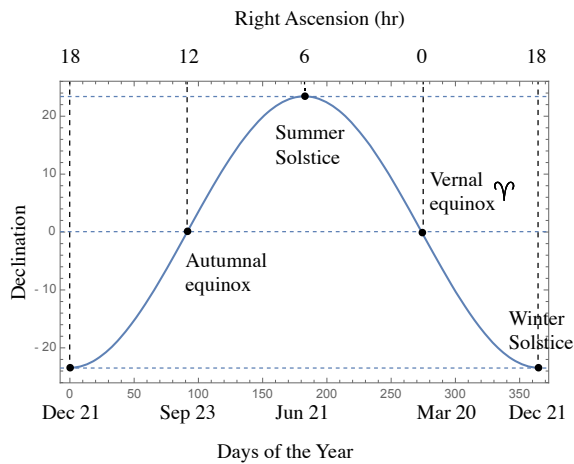 Right Ascension (hr)
18 12 6 0 18
20
10
0
- 10
- 20
Declination
Summer
Solstice
Vernal
equinox ♈
Autumnal
equinox
Winter
Solstice
0 50 100 150 200 250 300 350
Dec 21 Sep 23 Jun 21 Mar 20 Dec 21
Days of the Year